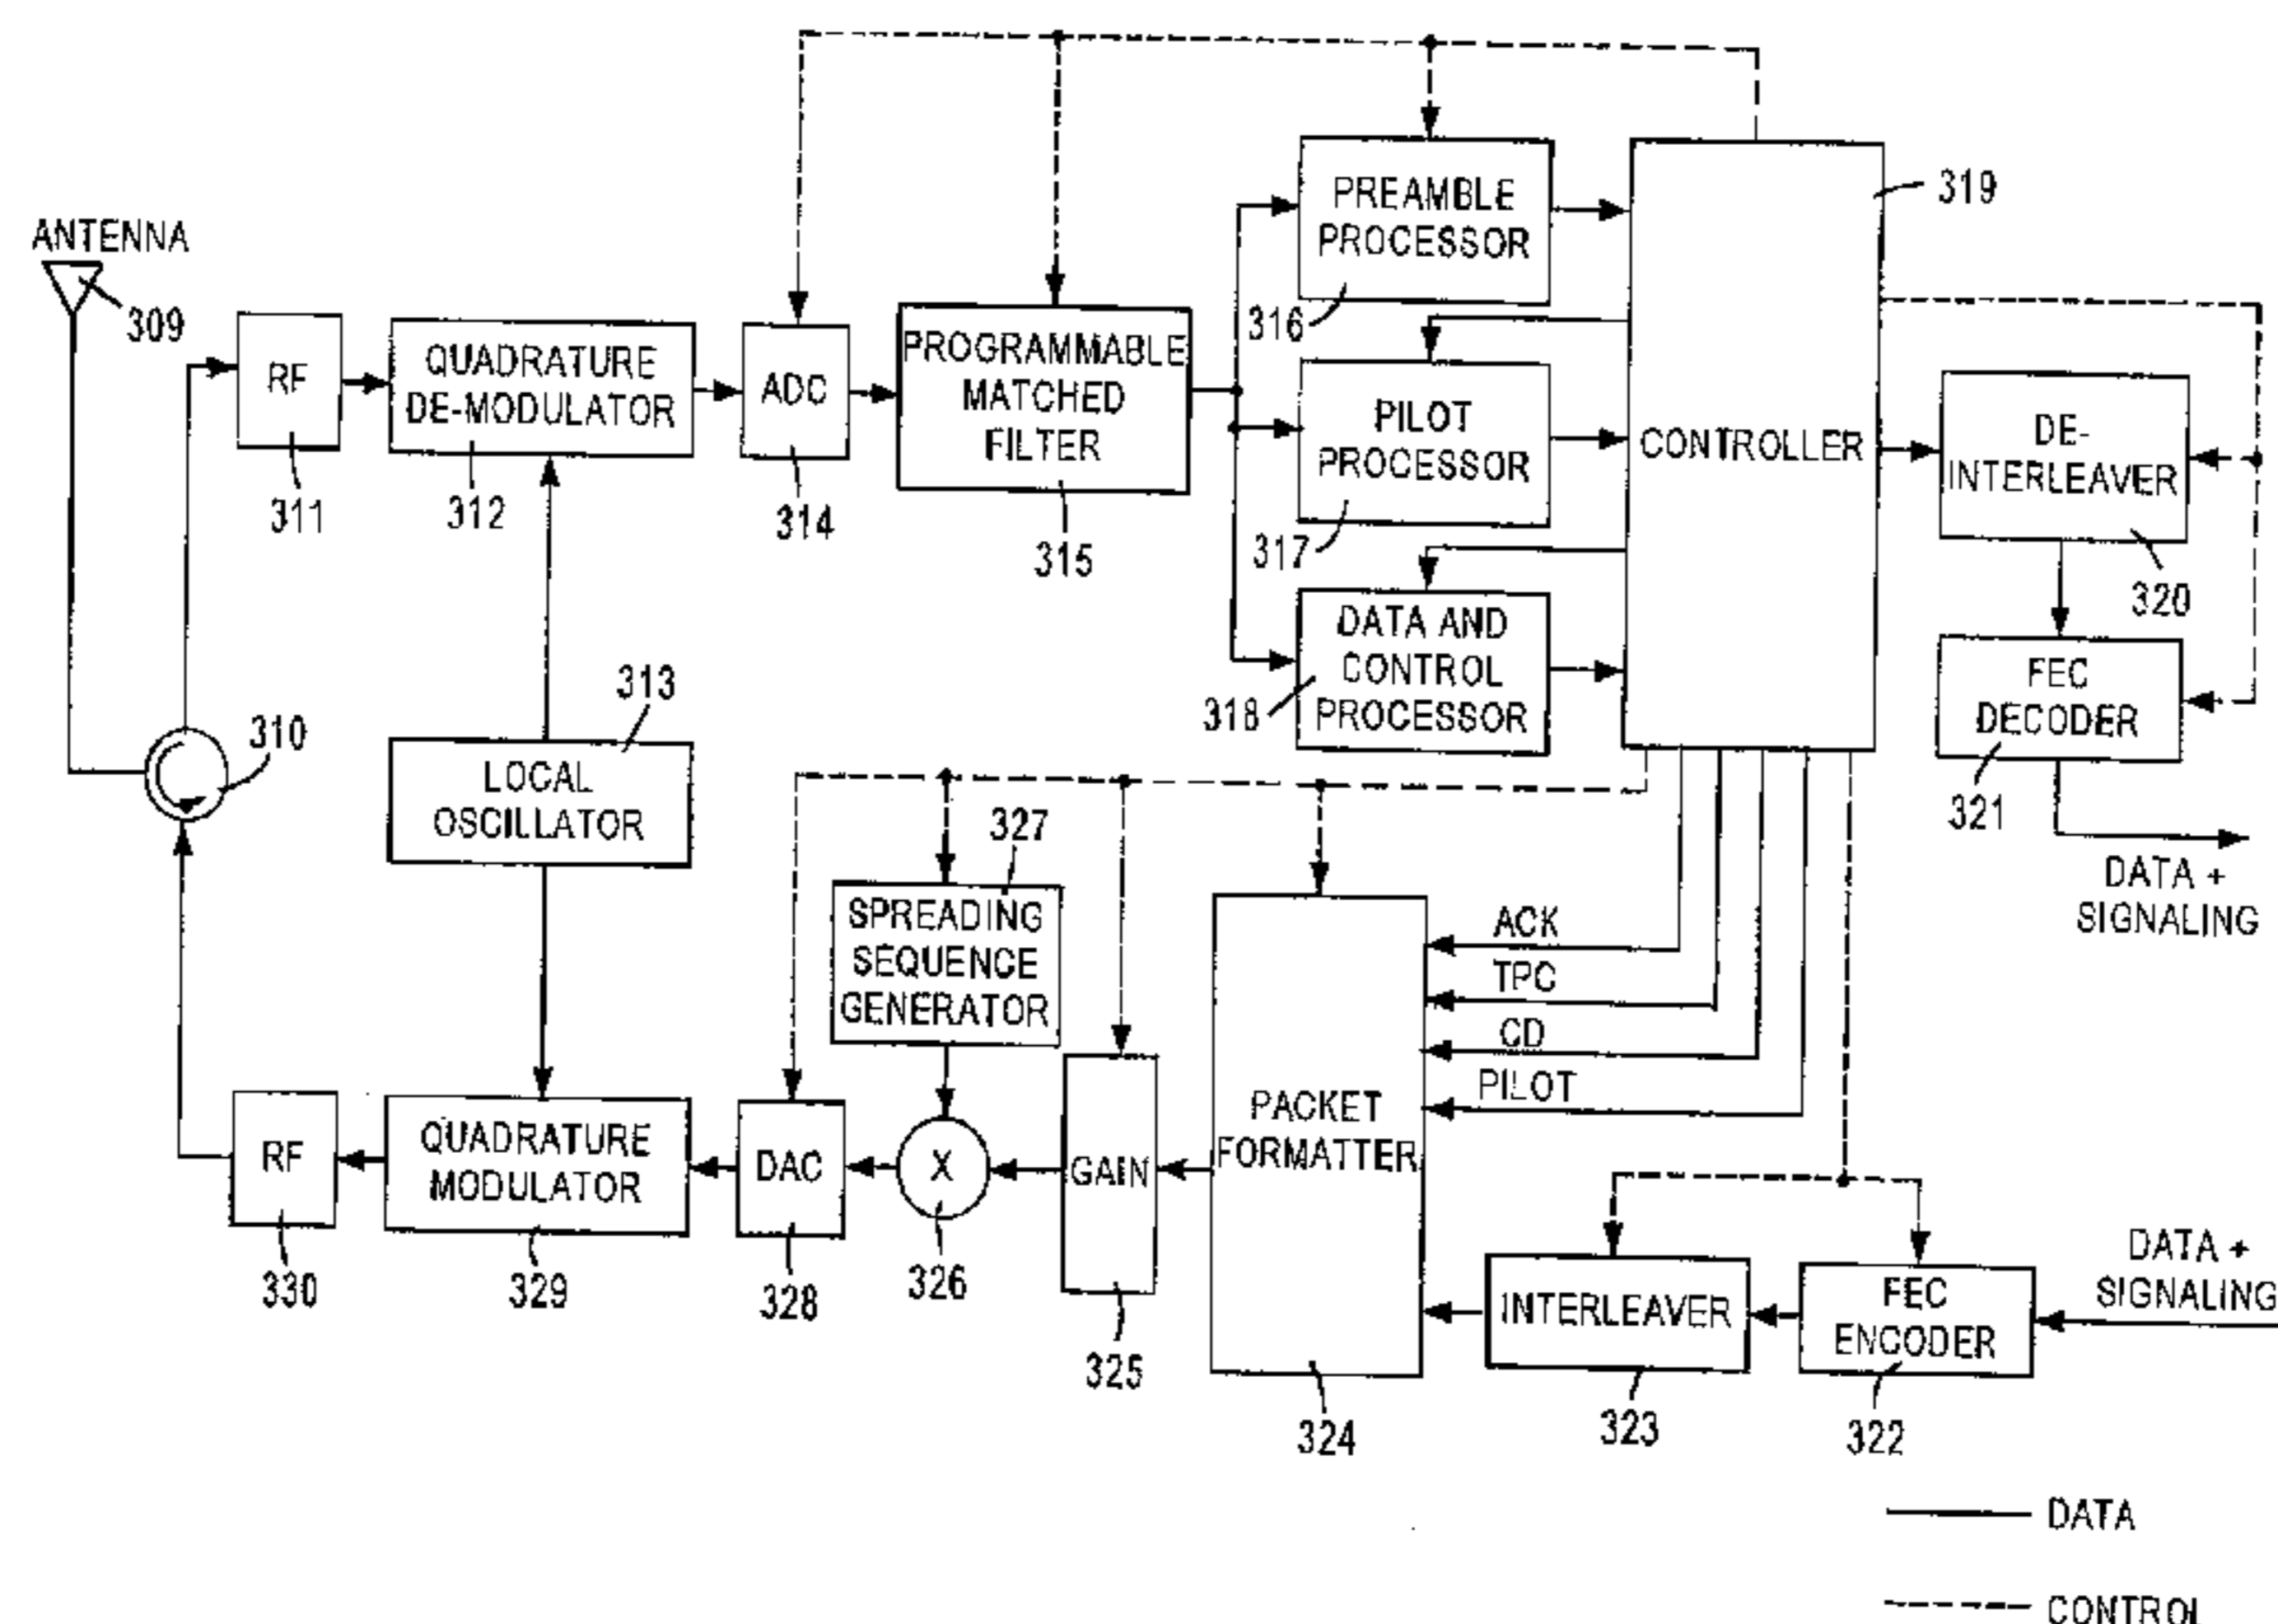 ANTENNA
309
310
RF
311
QUADRATURE
DE-MODULATOR
312
LOCAL
OSCILLATOR
313
ADC
314
PROGRAMMABLE
MATCHED
FILTER
315
PREAMBLE
PROCESSOR
316
PILOT
PROCESSOR
317
DATA AND
CONTROL
PROCESSOR
318
CONTROLLER
319
DE-
INTERLEAVER
320
FEC
DECODER
321
DATA +
SIGNALING
ACK
TPC
CD
PILOT
SPREADING
SEQUENCE
GENERATOR
327
RF
330
QUADRATURE
MODULATOR
329
DAC
328
X
326
GAIN
325
PACKET
FORMATTER
324
INTERLEAVER
323
FEC
ENCODER
322
DATA +
SIGNALING
DATA
CONTROL